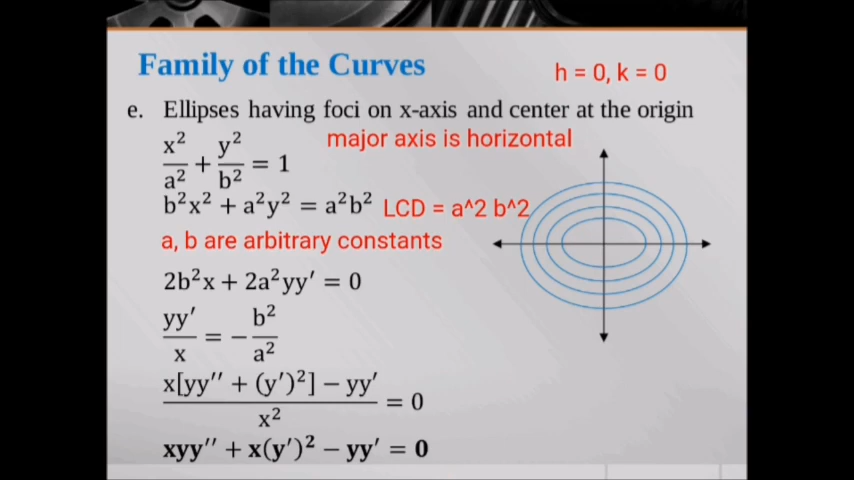 Family of the Curves
h = 0, k = 0
e. Ellipses having foci on x-axis and center at the origin
x²/a² + y²/b² = 1
major axis is horizontal
b²x² + a²y² = a²b²
LCD = a^2 b^2
a, b are arbitrary constants
2b²x + 2a²yy′ = 0
yy′/x = −b²/a²
x[yy″ + (y′)²] − yy′/x² = 0
xyy″ + x(y′)² − yy′ = 0